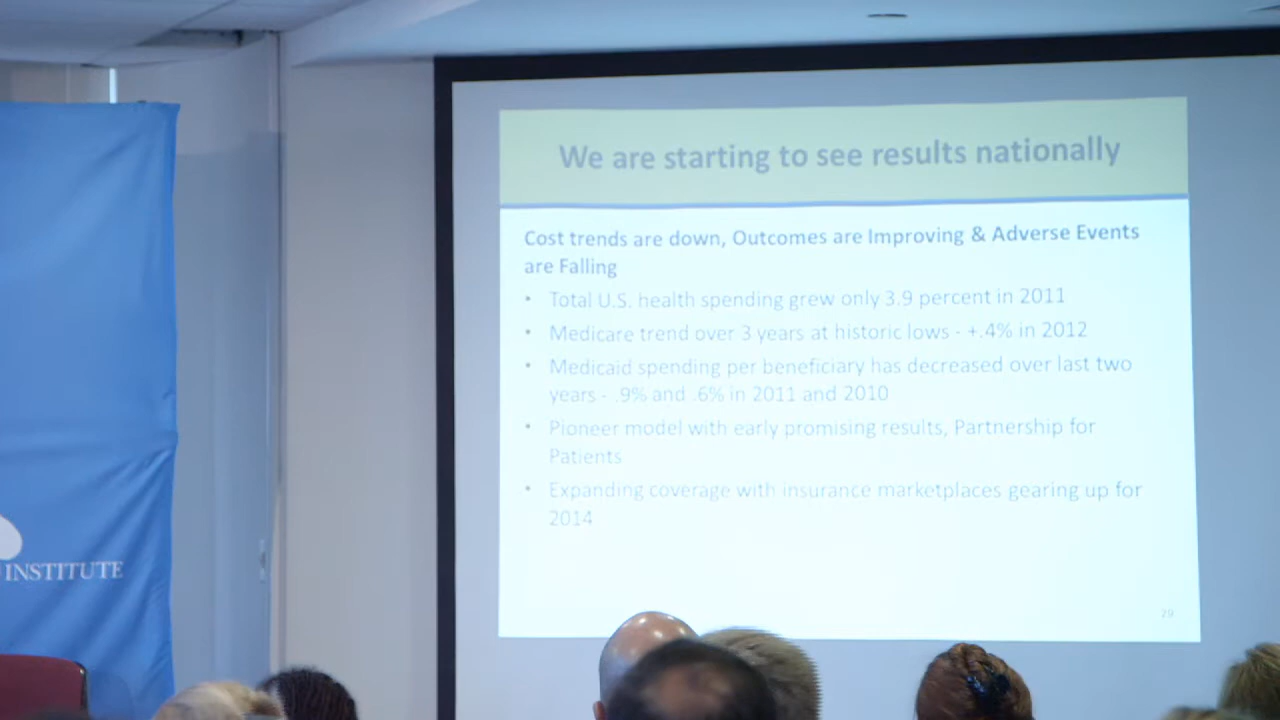 We are starting to see results nationally
Cost trends are down, Outcomes are Improving & Adverse Events
are Falling
• Total U.S. health spending grew only 3.9 percent in 2011
• Medicare trend over 3 years at historic lows - +.4% in 2012
• Medicaid spending per beneficiary has decreased over last two
years - .9% and .6% in 2011 and 2010
• Pioneer model with early promising results, Partnership for
Patients
• Expanding coverage with insurance marketplaces gearing up for
2014
29
INSTITUTE